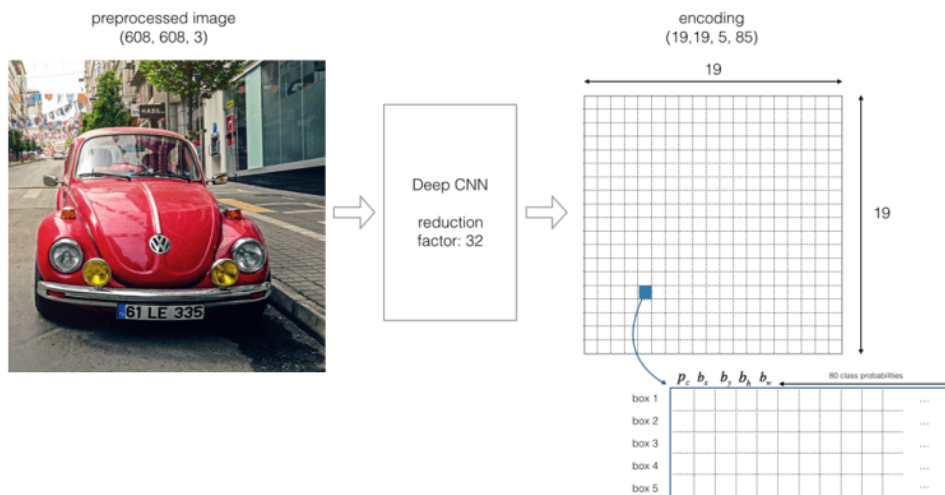 preprocessed image
(608, 608, 3)
encoding
(19,19, 5, 85)
19
HASIL
Deep CNN
reduction
factor: 32
19
61 LE 335
p_c b_x b_y b_h b_w
80 class probabilities
box 1
...
box 2
...
box 3
...
box 4
...
box 5
...